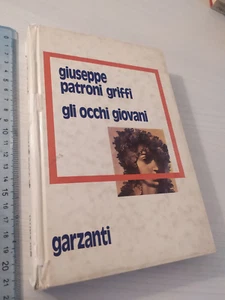 giuseppe
patroni griffi
gli occhi giovani
garzanti